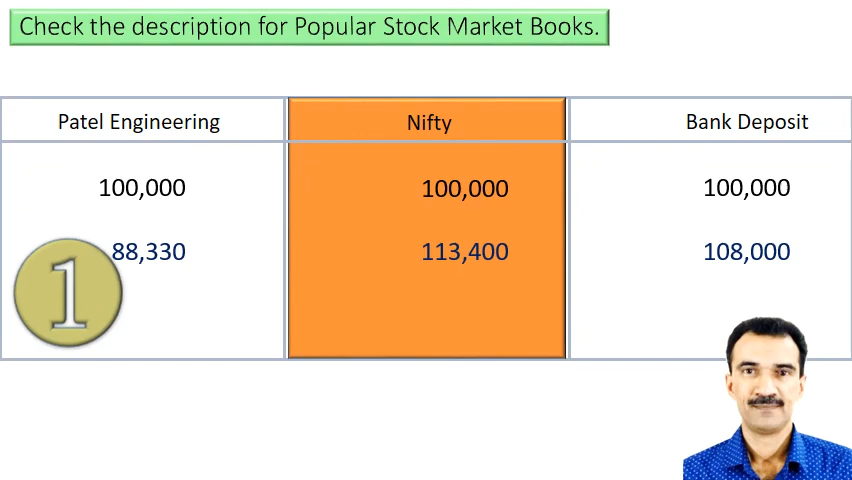 Check the description for Popular Stock Market Books.
Patel Engineering Nifty Bank Deposit
100,000 100,000 100,000
88,330 113,400 108,000
1